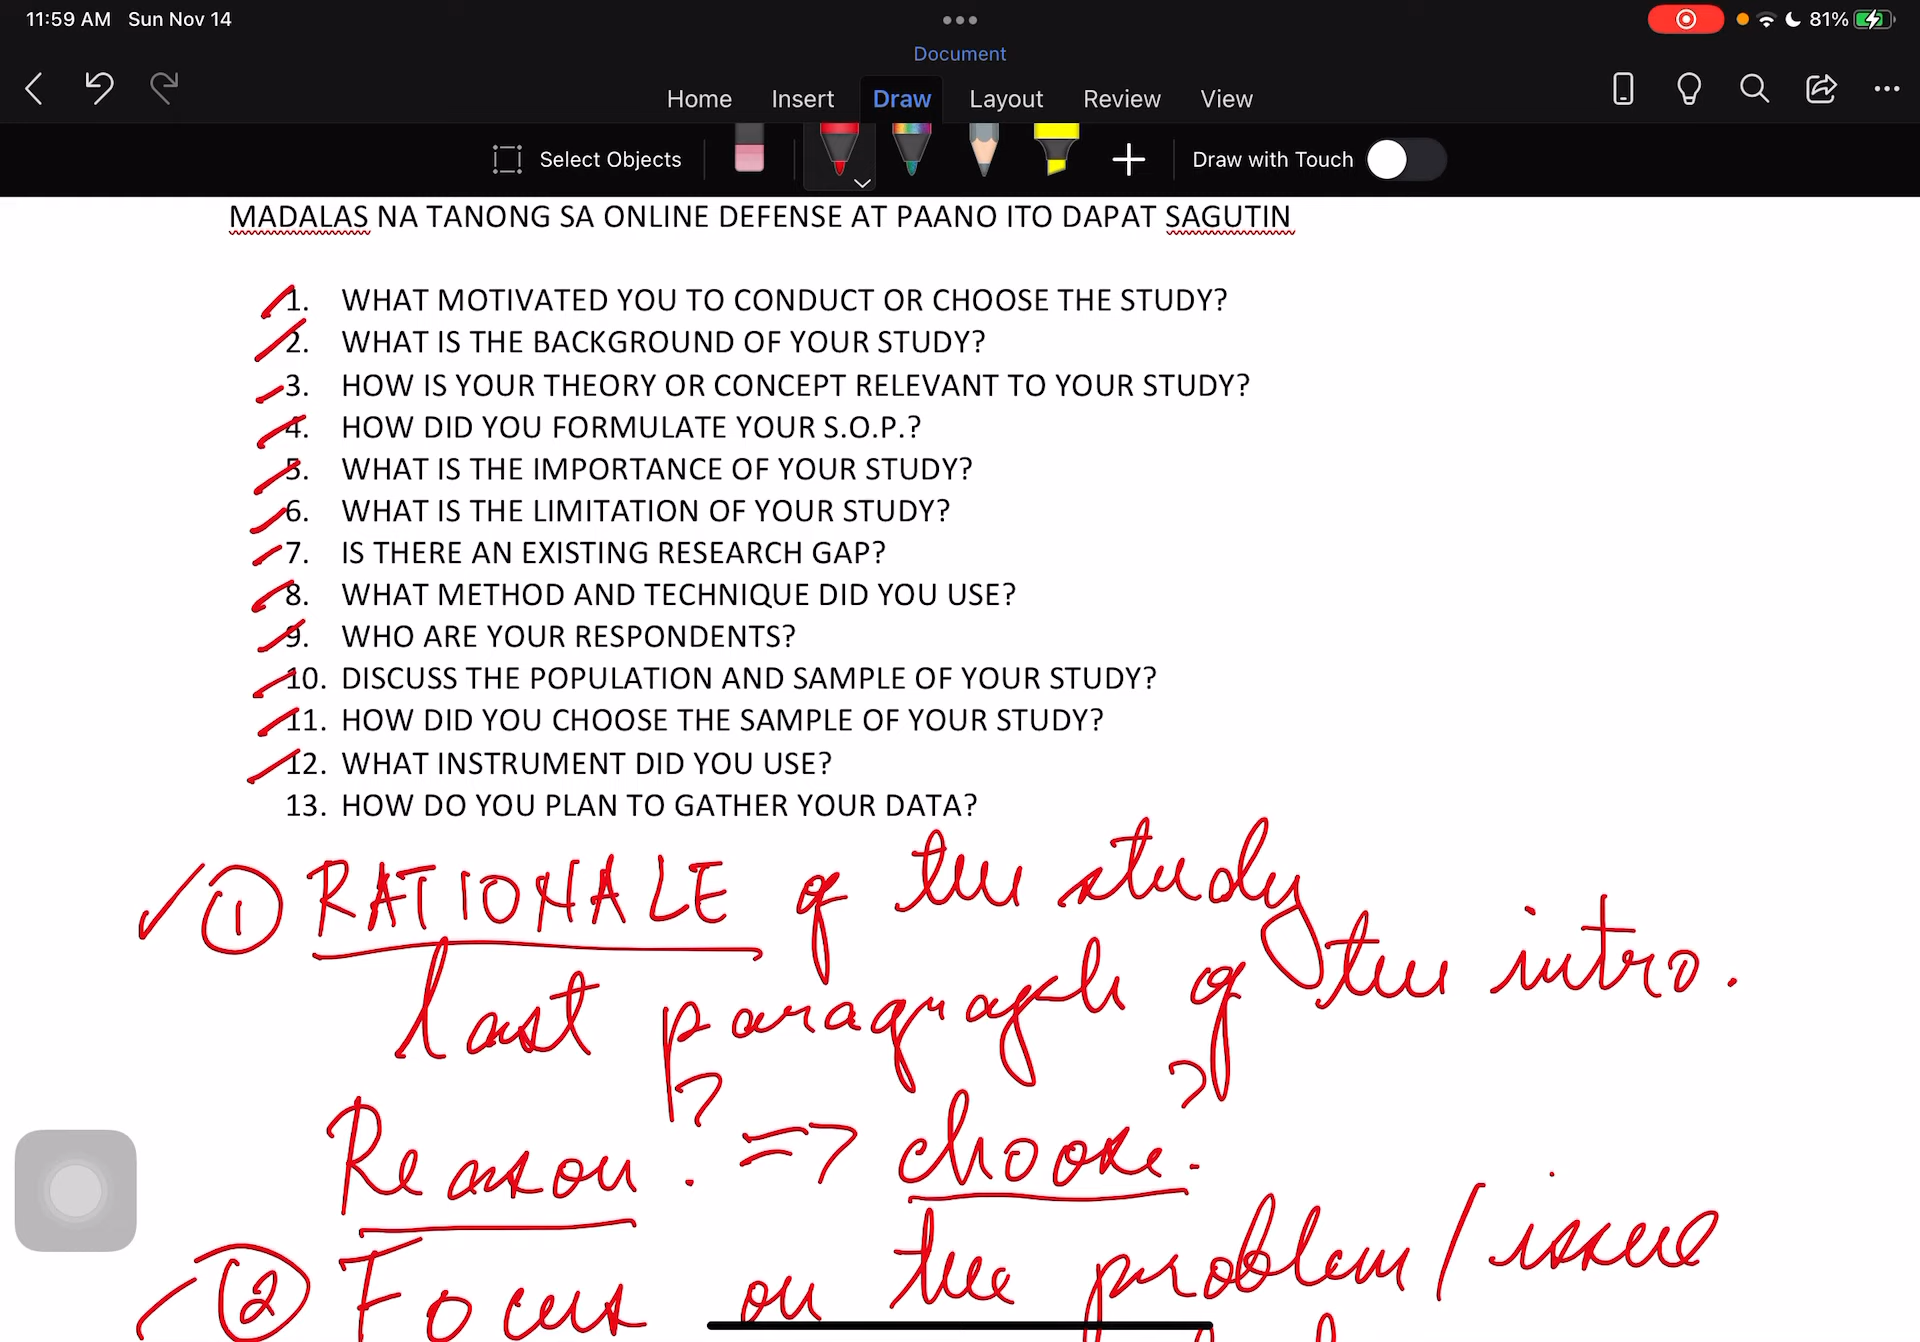 11:59 AM Sun Nov 14
81%
Document
Home Insert Draw Layout Review View
Select Objects
Draw with Touch
MADALAS NA TANONG SA ONLINE DEFENSE AT PAANO ITO DAPAT SAGUTIN
1. WHAT MOTIVATED YOU TO CONDUCT OR CHOOSE THE STUDY?
2. WHAT IS THE BACKGROUND OF YOUR STUDY?
3. HOW IS YOUR THEORY OR CONCEPT RELEVANT TO YOUR STUDY?
4. HOW DID YOU FORMULATE YOUR S.O.P.?
5. WHAT IS THE IMPORTANCE OF YOUR STUDY?
6. WHAT IS THE LIMITATION OF YOUR STUDY?
7. IS THERE AN EXISTING RESEARCH GAP?
8. WHAT METHOD AND TECHNIQUE DID YOU USE?
9. WHO ARE YOUR RESPONDENTS?
10. DISCUSS THE POPULATION AND SAMPLE OF YOUR STUDY?
11. HOW DID YOU CHOOSE THE SAMPLE OF YOUR STUDY?
12. WHAT INSTRUMENT DID YOU USE?
13. HOW DO YOU PLAN TO GATHER YOUR DATA?
① RATIONALE of the study
last paragraph of the intro.
Reason? => choose?
② Focus on the problem / issue